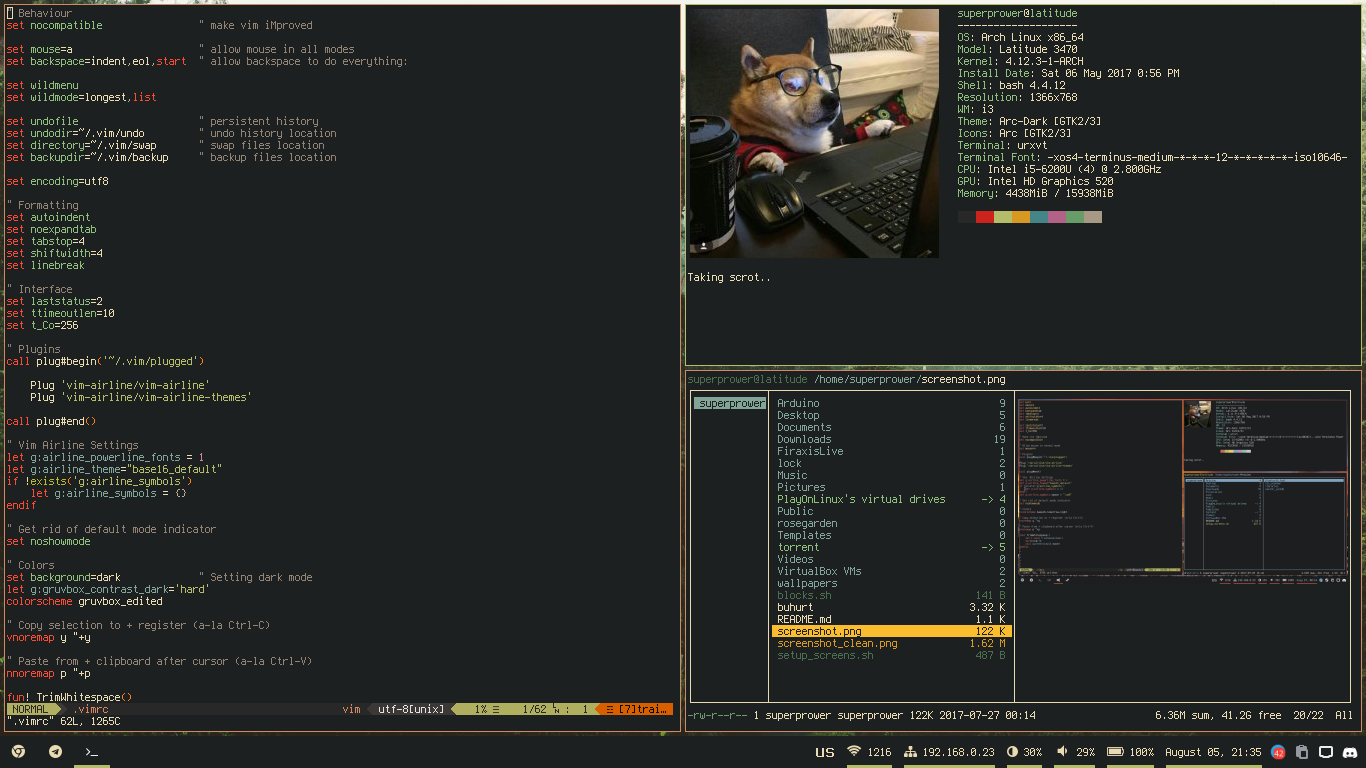 " Behaviour
set nocompatible " make vim iMproved
set mouse=a " allow mouse in all modes
set backspace=indent,eol,start " allow backspace to do everything:
set wildmenu
set wildmode=longest,list
set undofile " persistent history
set undodir=~/.vim/undo " undo history location
set directory=~/.vim/swap " swap files location
set backupdir=~/.vim/backup " backup files location
set encoding=utf8
" Formatting
set autoindent
set noexpandtab
set tabstop=4
set shiftwidth=4
set linebreak
" Interface
set laststatus=2
set ttimeoutlen=10
set t_Co=256
" Plugins
call plug#begin('~/.vim/plugged')
Plug 'vim-airline/vim-airline'
Plug 'vim-airline/vim-airline-themes'
call plug#end()
" Vim Airline Settings
let g:airline_powerline_fonts = 1
let g:airline_theme="base16_default"
if !exists('g:airline_symbols')
let g:airline_symbols = {}
endif
" Get rid of default mode indicator
set noshowmode
" Colors
set background=dark " Setting dark mode
let g:gruvbox_contrast_dark='hard'
colorscheme gruvbox_edited
" Copy selection to + register (a-la Ctrl-C)
vnoremap y "+y
" Paste from + clipboard after cursor (a-la Ctrl-V)
nnoremap p "+p
fun! TrimWhitespace()
NORMAL .vimrc vim utf-8[unix] 1% ☰ 1/62 : 1 ☰ [7]trai…
".vimrc" 62L, 1265C
superprower@latitude
--------------------
OS: Arch Linux x86_64
Model: Latitude 3470
Kernel: 4.12.3-1-ARCH
Install Date: Sat 06 May 2017 0:56 PM
Shell: bash 4.4.12
Resolution: 1366x768
WM: i3
Theme: Arc-Dark [GTK2/3]
Icons: Arc [GTK2/3]
Terminal: urxvt
Terminal Font: -xos4-terminus-medium-*-*-*-12-*-*-*-*-*-iso10646-
CPU: Intel i5-6200U (4) @ 2.800GHz
GPU: Intel HD Graphics 520
Memory: 4438MiB / 15938MiB
Taking scrot..
superprower@latitude /home/superprower/screenshot.png
superprower
Arduino 9
Desktop 5
Documents 6
Downloads 19
FiraxisLive 1
lock 2
Music 0
Pictures 1
PlayOnLinux's virtual drives -> 4
Public 0
rosegarden 0
Templates 0
torrent -> 5
Videos 0
VirtualBox VMs 2
wallpapers 2
blocks.sh 141 B
buhurt 3.32 K
README.md 1.1 K
screenshot.png 122 K
screenshot_clean.png 1.62 M
setup_screens.sh 487 B
-rw-r--r-- 1 superprower superprower 122K 2017-07-27 00:14 6.36M sum, 41.2G free 20/22 All
>_ US 1216 192.168.0.23 30% 29% 100% August 05, 21:35 42